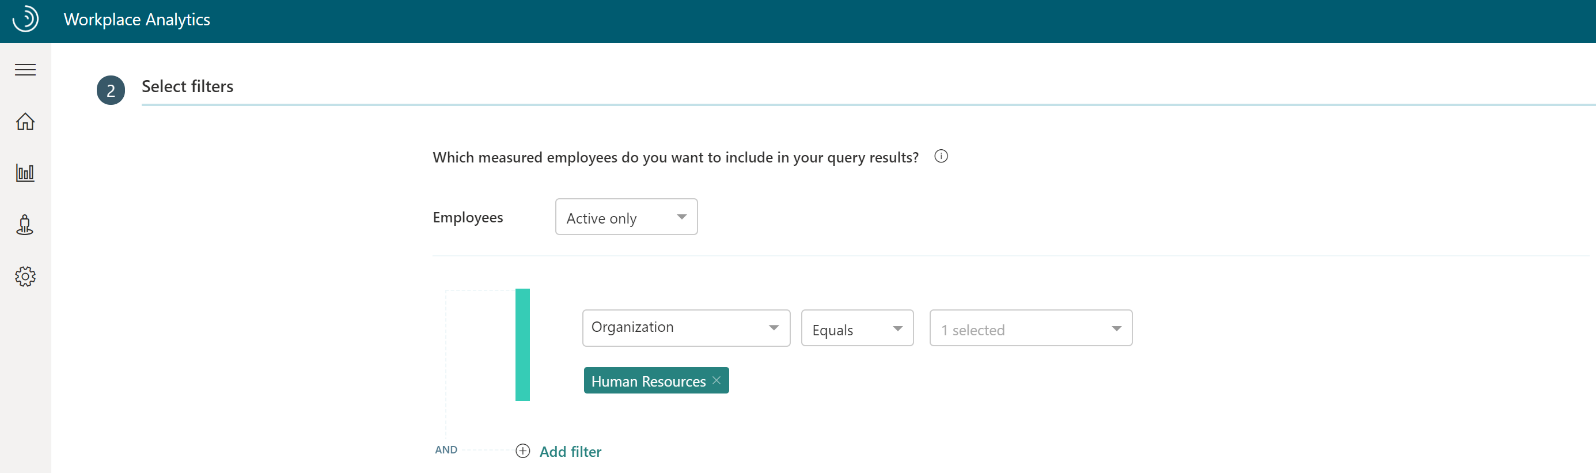 Workplace Analytics
2 Select filters
Which measured employees do you want to include in your query results?
Employees Active only
Organization Equals 1 selected
Human Resources
AND Add filter